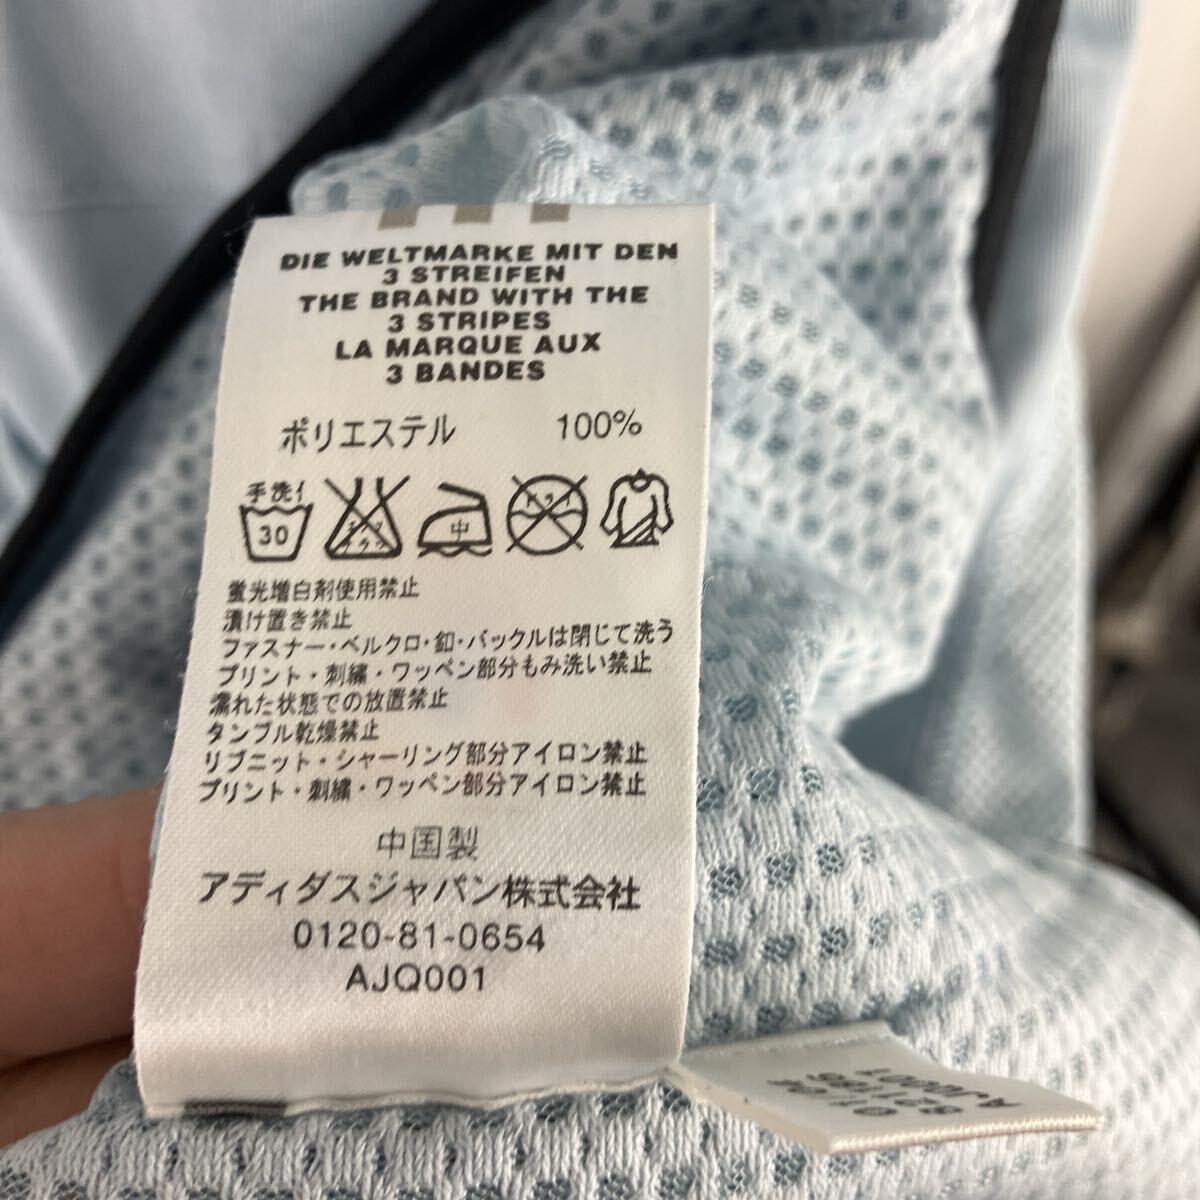 DIE WELTMARKE MIT DEN
3 STREIFEN
THE BRAND WITH THE
3 STRIPES
LA MARQUE AUX
3 BANDES
ポリエステル 100%
手洗イ
30
中
蛍光増白剤使用禁止
漬け置き禁止
ファスナー・ベルクロ・釦・バックルは閉じて洗う
プリント・刺繍・ワッペン部分もみ洗い禁止
濡れた状態での放置禁止
タンブル乾燥禁止
リブニット・シャーリング部分アイロン禁止
プリント・刺繍・ワッペン部分アイロン禁止
中国製
アディダスジャパン株式会社
0120-81-0654
AJQ001